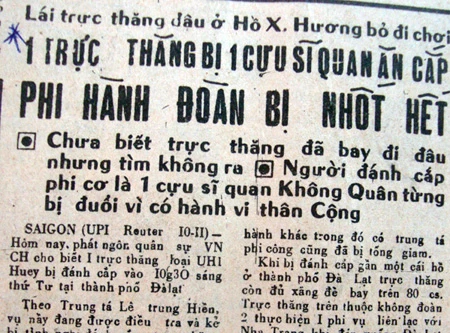 Lái trực thăng đậu ở Hồ X. Hương bỏ đi chơi
1 TRỰC THĂNG BỊ 1 CỰU SĨ QUAN ĂN CẮP
PHI HÀNH ĐOÀN BỊ NHỐT HẾT
Chưa biết trực thăng đã bay đi đâu
nhưng tìm không ra Người đánh cắp
phi cơ là 1 cựu sĩ quan Không Quân từng
bị đuổi vì có hành vi thân Cộng
SAIGON (UPI Router 10-11)—
Hôm nay, phát ngôn quân sự VN
CH cho biết 1 trực thăng loại UH1
Huey bị đánh cắp vào 10g30 sáng
thứ Tư tại thành phố Đàlạt
Theo Trung tá Lê trung Hiền,
vụ này đang được điều tra và kê
hành khác trong đó có trung tá
phi công cũng đã bị tống giam.
Khi bị đánh cắp gần một cái hồ
ở thành phố Đà Lạt trực thăng
còn đủ xăng để bay trên 80 cs.
Trực thăng trên thuộc không đoàn
2 thực hiện 1 phi vụ liên lạc với